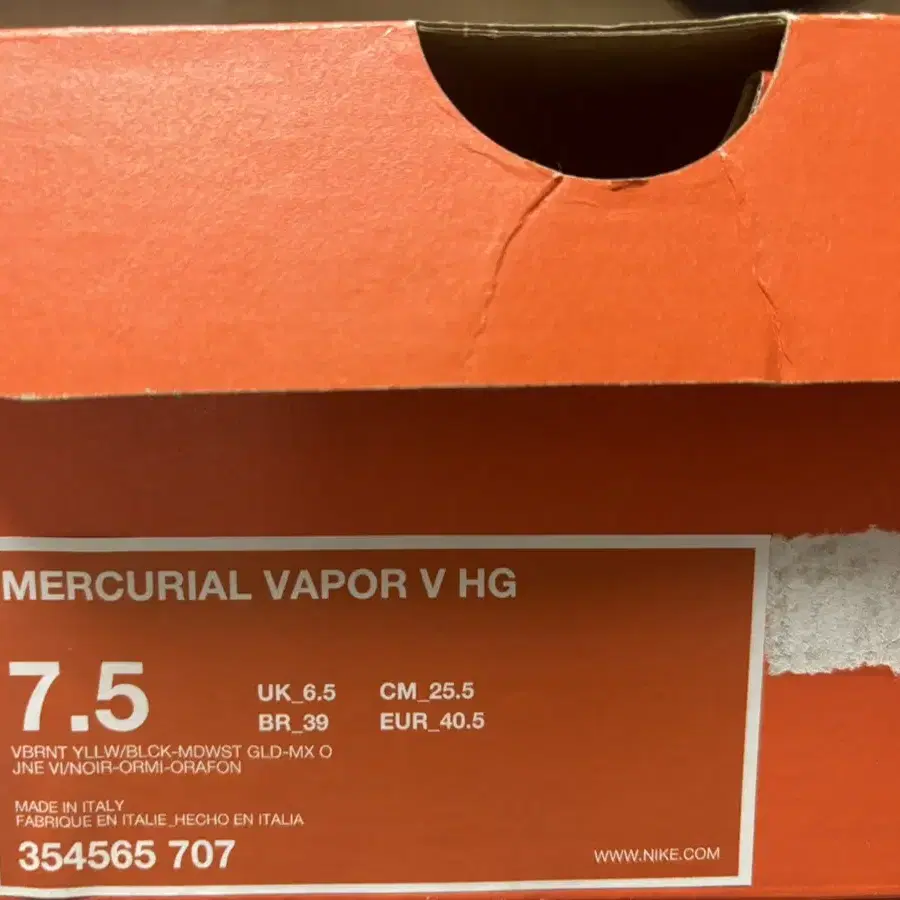 MERCURIAL VAPOR V HG
7.5
UK_6.5 CM_25.5
BR_39 EUR_40.5
VBRNT YLLW/BLCK-MDWST GLD-MX O
JNE VI/NOIR-ORMI-ORAFON
MADE IN ITALY
FABRIQUE EN ITALIE_HECHO EN ITALIA
354565 707
WWW.NIKE.COM